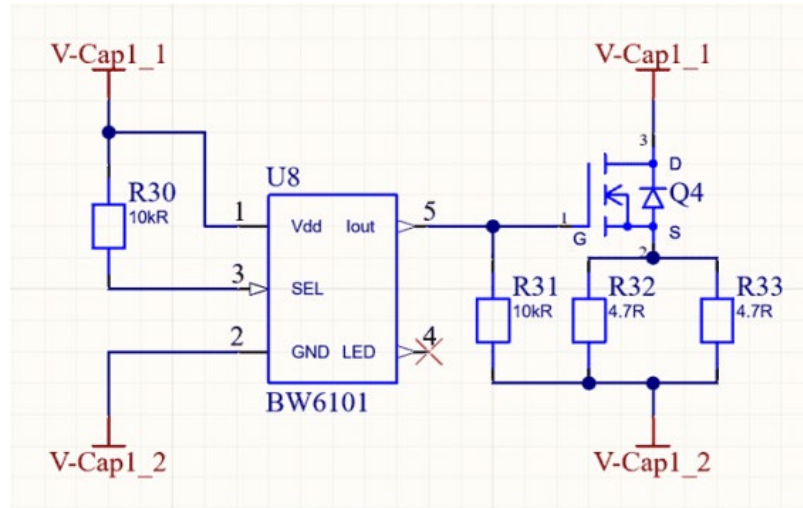 V-Cap1_1
V-Cap1_1
R30
10kR
U8
1
Vdd
Iout
5
3
SEL
2
GND
LED
4
BW6101
V-Cap1_2
3
D
Q4
1
G
S
2
R31
10kR
R32
4.7R
R33
4.7R
V-Cap1_2